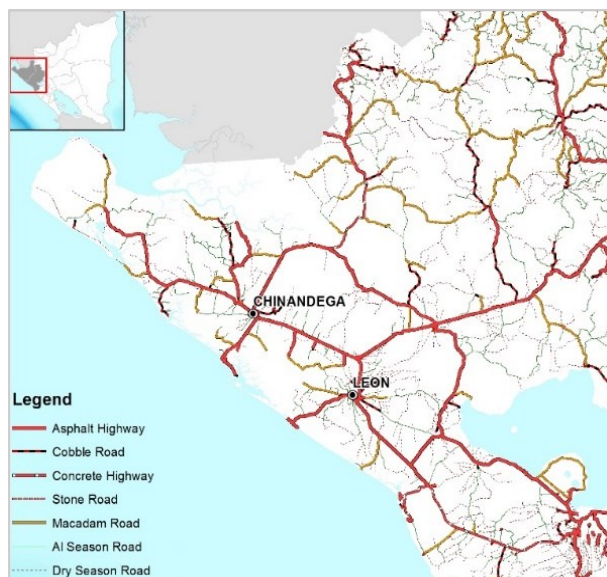 CHINANDEGA
LEON
Legend
Asphalt Highway
Cobble Road
Concrete Highway
Stone Road
Macadam Road
Al Season Road
Dry Season Road